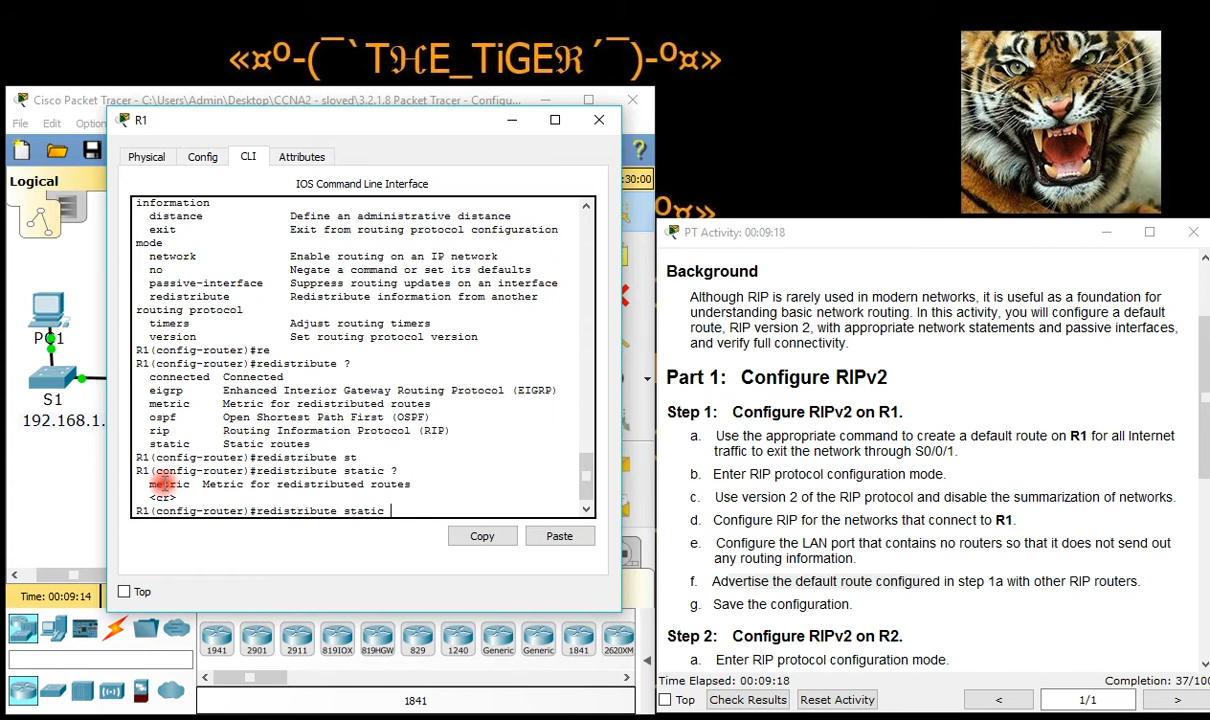 «¤º-(¯`TℋE_TiGEℛ´¯)-º¤»
Cisco Packet Tracer - C:\Users\Admin\Desktop\CCNA2 - sloved\3.2.1.8 Packet Tracer - Configu...
File Edit Option
Logical
:30:00
º¤»
PC1
S1
192.168.1.
R1
Physical Config CLI Attributes
IOS Command Line Interface
information
distance Define an administrative distance
exit Exit from routing protocol configuration
mode
network Enable routing on an IP network
no Negate a command or set its defaults
passive-interface Suppress routing updates on an interface
redistribute Redistribute information from another
routing protocol
timers Adjust routing timers
version Set routing protocol version
R1(config-router)#re
R1(config-router)#redistribute ?
connected Connected
eigrp Enhanced Interior Gateway Routing Protocol (EIGRP)
metric Metric for redistributed routes
ospf Open Shortest Path First (OSPF)
rip Routing Information Protocol (RIP)
static Static routes
R1(config-router)#redistribute st
R1(config-router)#redistribute static ?
metric Metric for redistributed routes
<cr>
R1(config-router)#redistribute static
Copy Paste
Top
Time: 00:09:14
1941 2901 2911 819IOX 819HGW 829 1240 Generic Generic 1841 2620XM
1841
PT Activity: 00:09:18
Background
Although RIP is rarely used in modern networks, it is useful as a foundation for
understanding basic network routing. In this activity, you will configure a default
route, RIP version 2, with appropriate network statements and passive interfaces,
and verify full connectivity.
Part 1: Configure RIPv2
Step 1: Configure RIPv2 on R1.
a. Use the appropriate command to create a default route on R1 for all Internet
traffic to exit the network through S0/0/1.
b. Enter RIP protocol configuration mode.
c. Use version 2 of the RIP protocol and disable the summarization of networks.
d. Configure RIP for the networks that connect to R1.
e. Configure the LAN port that contains no routers so that it does not send out
any routing information.
f. Advertise the default route configured in step 1a with other RIP routers.
g. Save the configuration.
Step 2: Configure RIPv2 on R2.
a. Enter RIP protocol configuration mode.
Time Elapsed: 00:09:18 Completion: 37/100
Top Check Results Reset Activity < 1/1 >